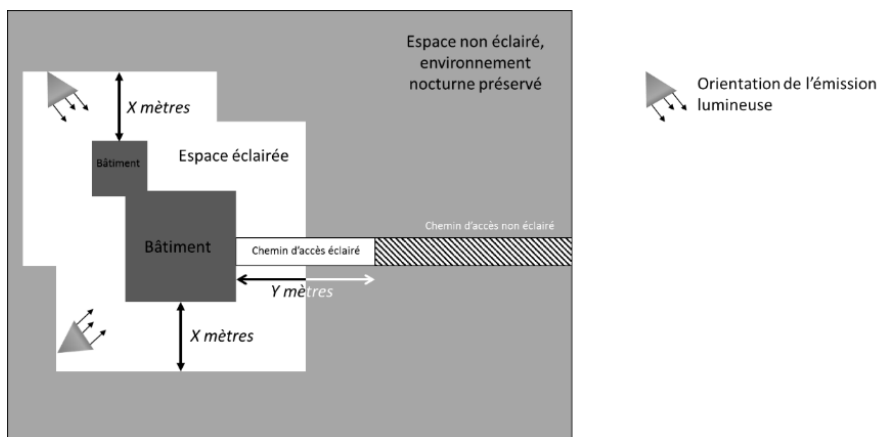 Espace non éclairé,
environnement
nocturne préservé
Orientation de l'émission
lumineuse
X mètres
Bâtiment
Espace éclairée
Chemin d'accès non éclairé
Bâtiment
Chemin d'accès éclairé
Y mètres
X mètres